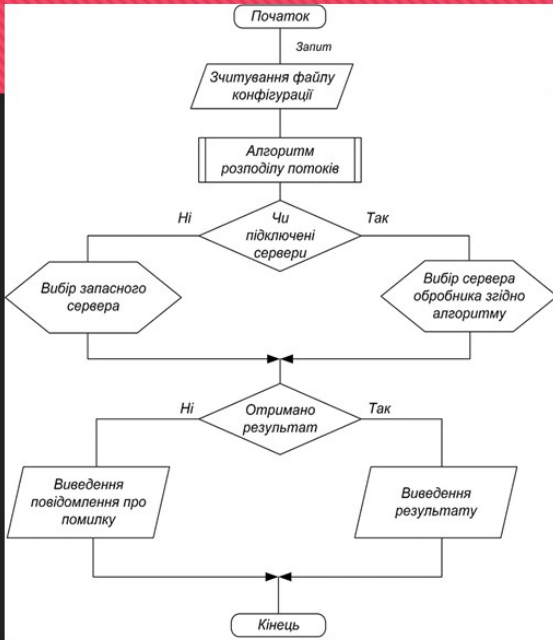 Початок
Запит
Зчитування файлу
конфігурації
Алгоритм
розподілу потоків
Ні
Чи
підключені
сервери
Так
Вибір запасного
сервера
Вибір сервера
обробника згідно
алгоритму
Ні
Отримано
результат
Так
Виведення
повідомлення про
помилку
Виведення
результату
Кінець